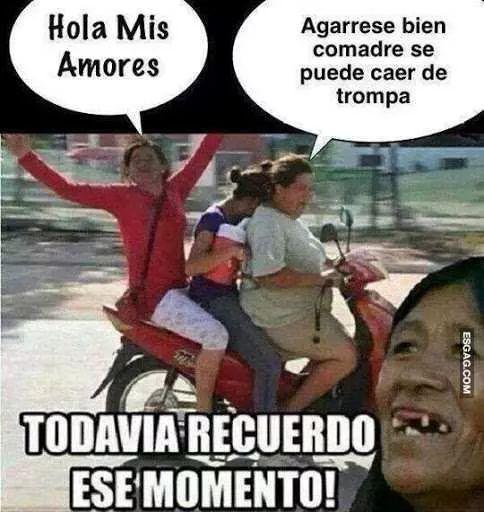 Hola Mis
Amores
Agarrese bien
comadre se
puede caer de
trompa
ESGAG.COM
TODAVIA RECUERDO
ESE MOMENTO!